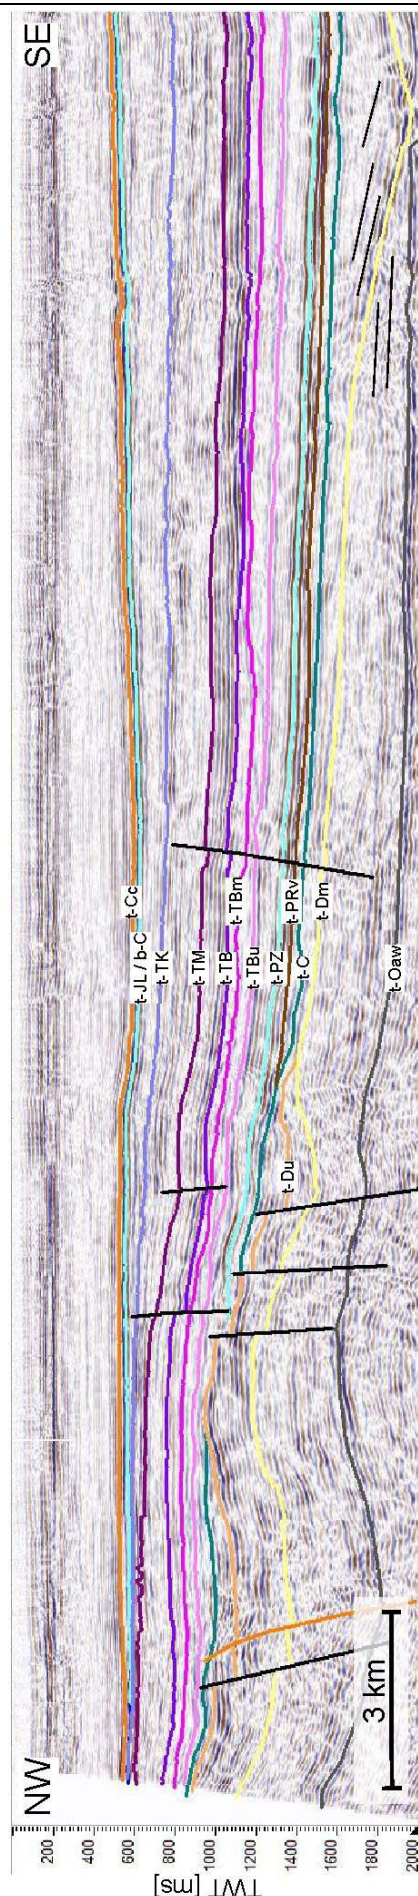 NW
SE
t-Cc
t-JL / b-C
t-TK
t-TM
t-TB
t-TBm
t-TBu
t-PZ
t-PRv
t-C
t-Dm
t-Du
t-Oaw
3 km
TWT [ms]
200
400
600
800
1000
1200
1400
1600
1800
2000